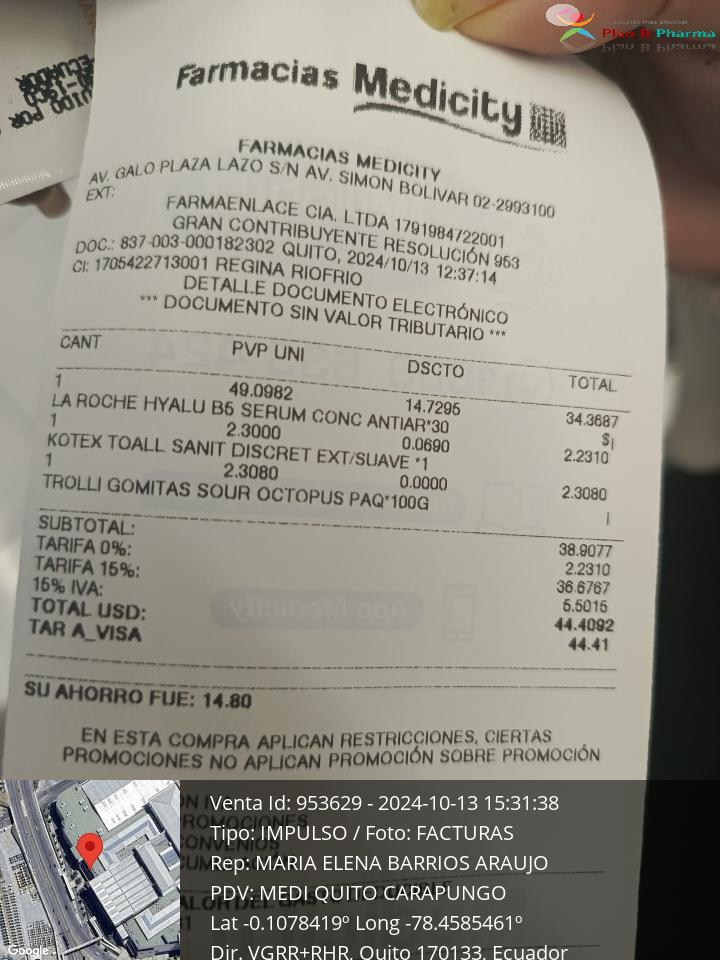 Tu solución más efectiva!
Plan B Pharma
Farmacias Medicity
FARMACIAS MEDICITY
AV. GALO PLAZA LAZO S/N AV. SIMON BOLIVAR 02-2993100
EXT:
FARMAENLACE CIA. LTDA 1791984722001
GRAN CONTRIBUYENTE RESOLUCIÓN 953
DOC.: 837-003-000182302 QUITO, 2024/10/13 12:37:14
CI: 1705422713001 REGINA RIOFRIO
DETALLE DOCUMENTO ELECTRÓNICO
*** DOCUMENTO SIN VALOR TRIBUTARIO ***
CANT PVP UNI DSCTO TOTAL
1 49.0982 14.7295 34.3687
LA ROCHE HYALU B5 SERUM CONC ANTIAR*30 $
1 2.3000 0.0690 2.2310
KOTEX TOALL SANIT DISCRET EXT/SUAVE *1
1 2.3080 0.0000 2.3080
TROLLI GOMITAS SOUR OCTOPUS PAQ*100G
SUBTOTAL: 38.9077
TARIFA 0%: 2.2310
TARIFA 15%: 36.6767
15% IVA: 5.5015
TOTAL USD: 44.4092
TAR A_VISA 44.41
SU AHORRO FUE: 14.80
EN ESTA COMPRA APLICAN RESTRICCIONES, CIERTAS
PROMOCIONES NO APLICAN PROMOCIÓN SOBRE PROMOCIÓN
Venta Id: 953629 - 2024-10-13 15:31:38
Tipo: IMPULSO / Foto: FACTURAS
Rep: MARIA ELENA BARRIOS ARAUJO
PDV: MEDI QUITO CARAPUNGO
Lat -0.1078419º Long -78.4585461º
Dir. VGRR+RHR, Quito 170133, Ecuador
Google